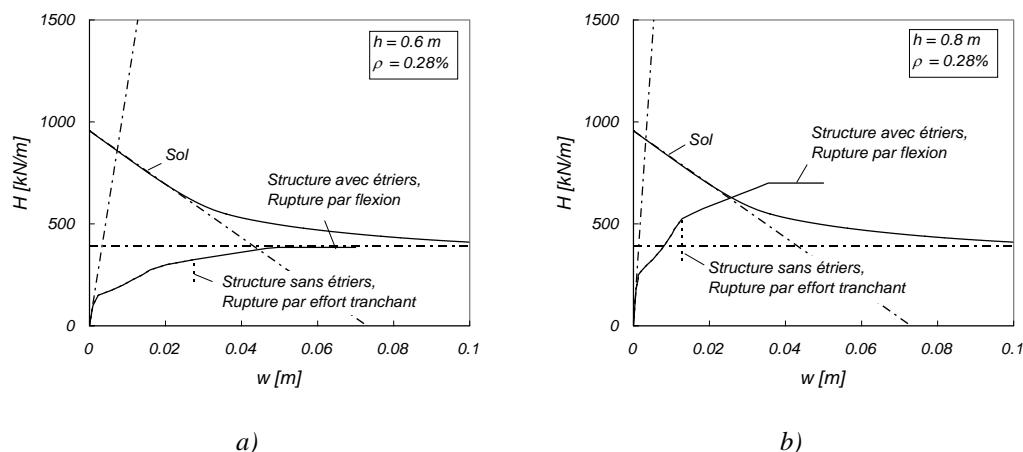 1500
1000
500
0
H [kN/m]
h = 0.6 m
ρ = 0.28%
Sol
Structure avec étriers,
Rupture par flexion
Structure sans étriers,
Rupture par effort tranchant
0 0.02 0.04 0.06 0.08 0.1
w [m]
a)
1500
1000
500
0
H [kN/m]
h = 0.8 m
ρ = 0.28%
Sol
Structure avec étriers,
Rupture par flexion
Structure sans étriers,
Rupture par effort tranchant
0 0.02 0.04 0.06 0.08 0.1
w [m]
b)